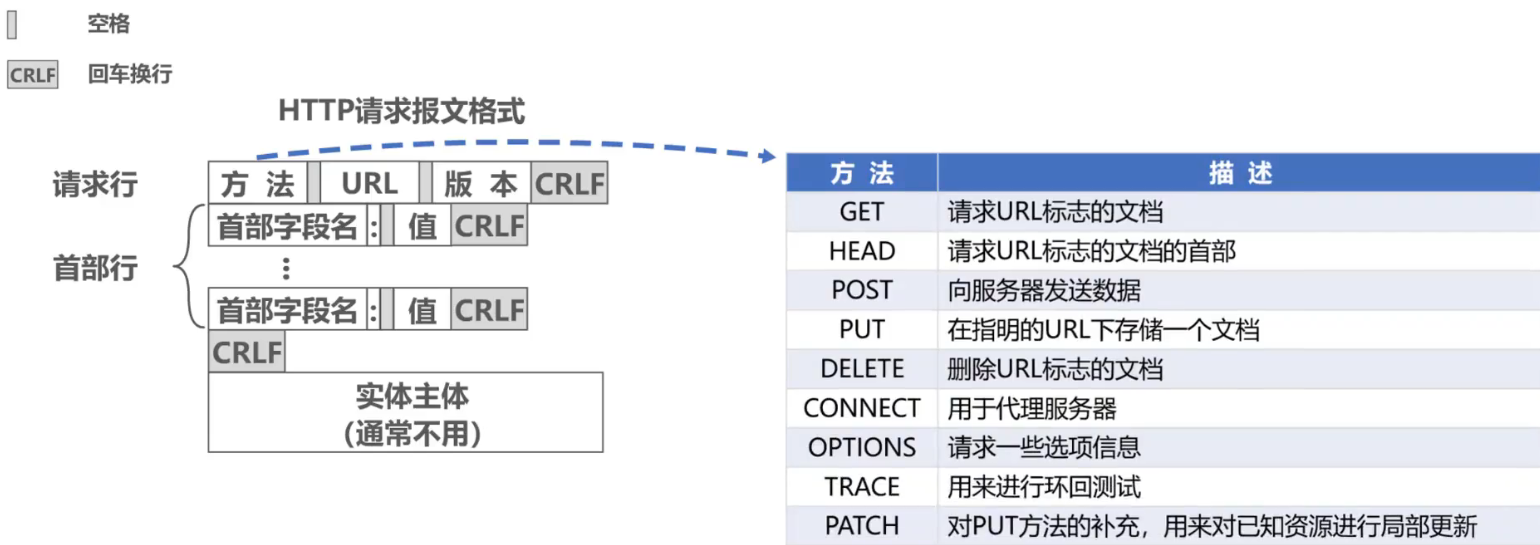 空格
CRLF 回车换行
HTTP请求报文格式
请求行 方 法 URL 版 本 CRLF
首部字段名 : 值 CRLF
首部行 ⋮
首部字段名 : 值 CRLF
CRLF
实体主体
（通常不用）
方 法 描 述
GET 请求URL标志的文档
HEAD 请求URL标志的文档的首部
POST 向服务器发送数据
PUT 在指明的URL下存储一个文档
DELETE 删除URL标志的文档
CONNECT 用于代理服务器
OPTIONS 请求一些选项信息
TRACE 用来进行环回测试
PATCH 对PUT方法的补充，用来对已知资源进行局部更新